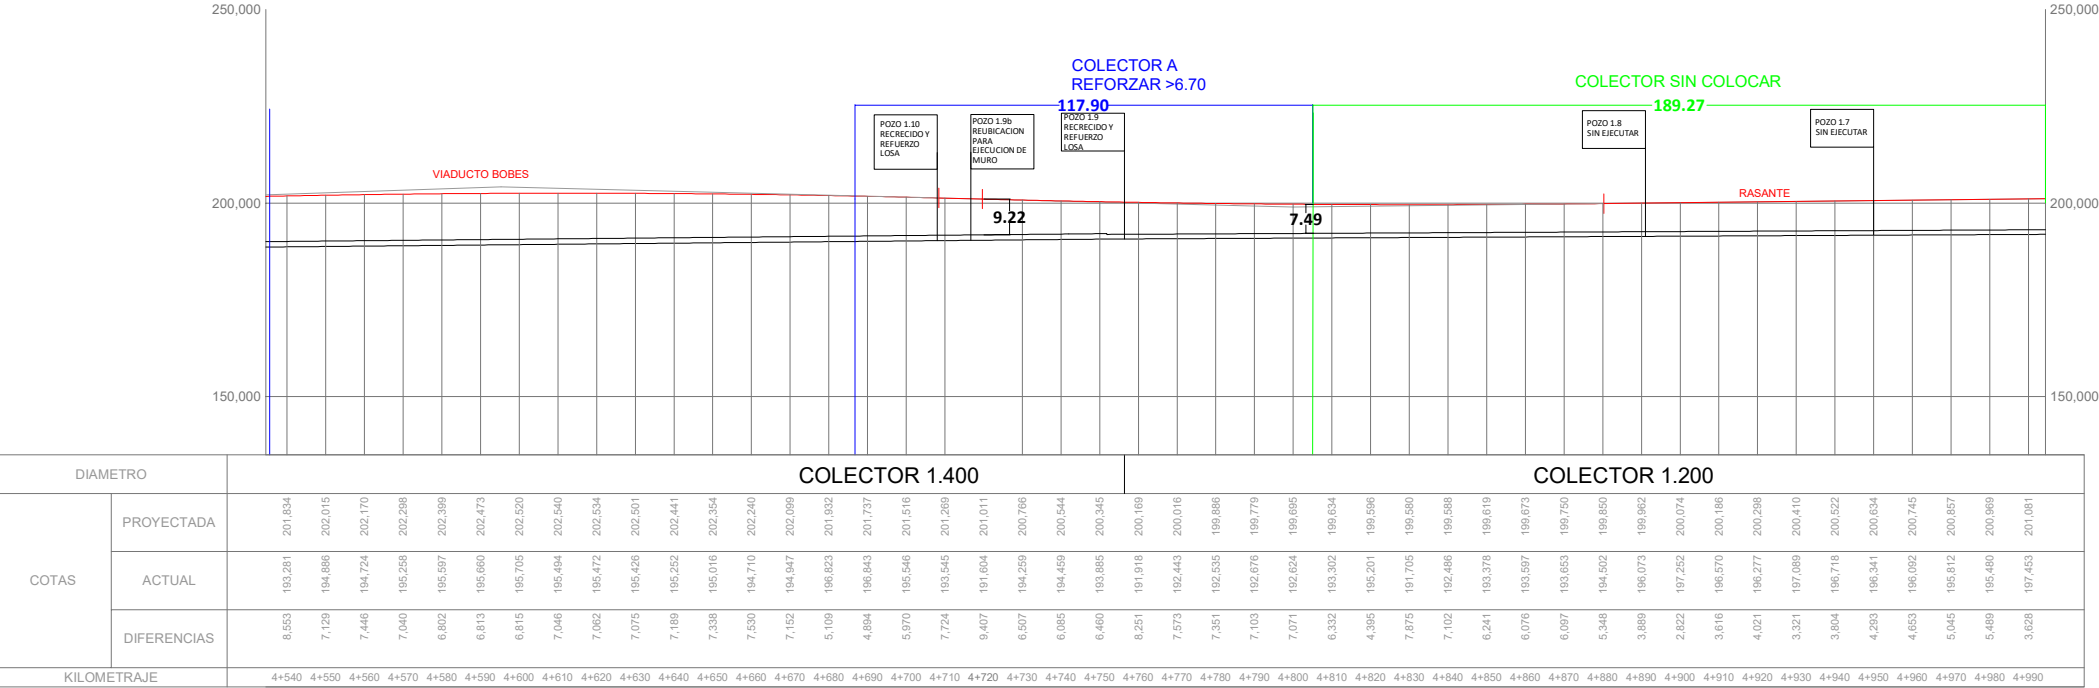 250,000
250,000
COLECTOR A
REFORZAR >6.70
COLECTOR SIN COLOCAR
117.90
189.27
POZO 1.10
RECRECIDO Y
REFUERZO
LOSA
POZO 1.9b
REUBICACION
PARA
EJECUCION DE
MURO
POZO 1.9
RECRECIDO Y
REFUERZO
LOSA
POZO 1.8
SIN EJECUTAR
POZO 1.7
SIN EJECUTAR
VIADUCTO BOBES
RASANTE
200,000
200,000
9.22
7.49
150,000
150,000
DIAMETRO
COLECTOR 1.400
COLECTOR 1.200
COTAS
PROYECTADA
201,834 202,015 202,170 202,298 202,399 202,473 202,520 202,540 202,534 202,501 202,441 202,354 202,240 202,099 201,932 201,737 201,516 201,269 201,011 200,766 200,544 200,345 200,169 200,016 199,886 199,779 199,695 199,634 199,596 199,580 199,588 199,619 199,673 199,750 199,850 199,962 200,074 200,186 200,298 200,410 200,522 200,634 200,745 200,857 200,969 201,081
ACTUAL
193,281 194,886 194,724 195,258 195,597 195,660 195,705 195,494 195,472 195,426 195,252 195,016 194,710 194,947 196,823 196,843 195,546 193,545 191,604 194,259 194,459 193,885 191,918 192,443 192,535 192,676 192,624 193,302 195,201 191,705 192,486 193,378 193,597 193,653 194,502 196,073 197,252 196,570 196,277 197,089 196,718 196,341 196,092 195,812 195,480 197,453
DIFERENCIAS
8,553 7,129 7,446 7,040 6,802 6,813 6,815 7,046 7,062 7,075 7,189 7,338 7,530 7,152 5,109 4,894 5,970 7,724 9,407 6,507 6,085 6,460 8,251 7,573 7,351 7,103 7,071 6,332 4,395 7,875 7,102 6,241 6,076 6,097 5,348 3,889 2,822 3,616 4,021 3,321 3,804 4,293 4,653 5,045 5,489 3,628
KILOMETRAJE
4+540 4+550 4+560 4+570 4+580 4+590 4+600 4+610 4+620 4+630 4+640 4+650 4+660 4+670 4+680 4+690 4+700 4+710 4+720 4+730 4+740 4+750 4+760 4+770 4+780 4+790 4+800 4+810 4+820 4+830 4+840 4+850 4+860 4+870 4+880 4+890 4+900 4+910 4+920 4+930 4+940 4+950 4+960 4+970 4+980 4+990